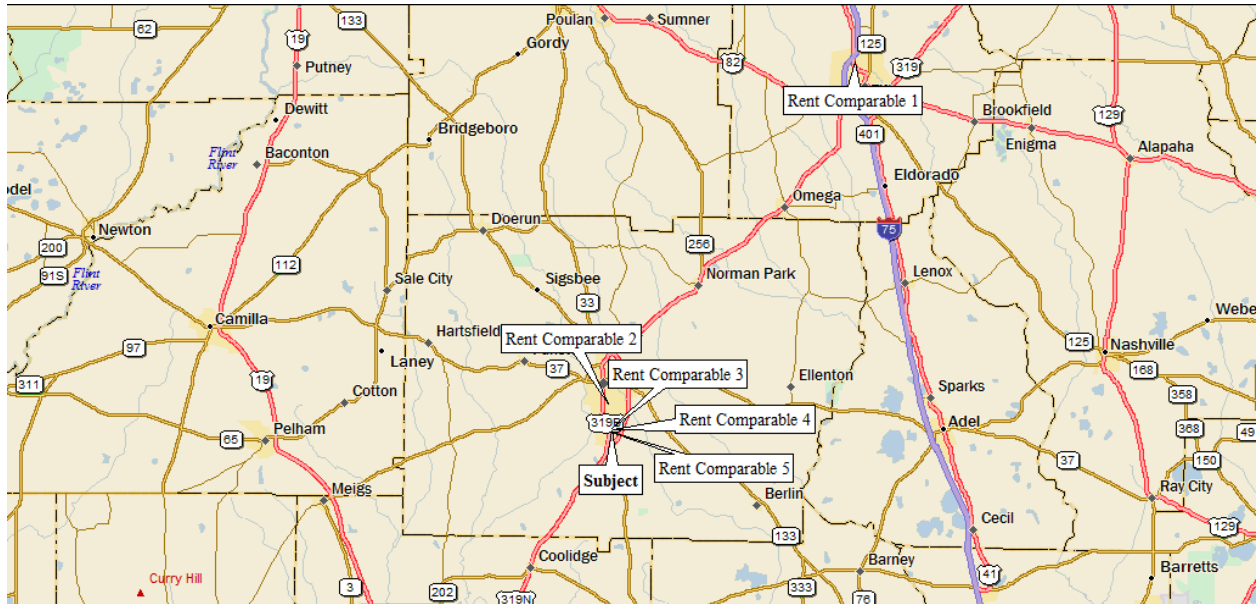 133
Poulan
Sumner
62
19
Gordy
125
Putney
82
319
Rent Comparable 1
Dewitt
Brookfield
129
Bridgeboro
401
Enigma
Flint
River
Baconton
Alapaha
Eldorado
Omega
Newton
Doerun
75
200
256
91S
Flint
River
112
Sale City
Sigsbee
Norman Park
Lenox
33
Camilla
Hartsfield
Rent Comparable 2
97
Laney
125
Nashville
37
168
311
19
Rent Comparable 3
Ellenton
Cotton
Sparks
358
Rent Comparable 4
Adel
368
49
65
Pelham
Rent Comparable 5
37
150
Subject
Meigs
Berlin
Ray City
Cecil
129
133
Coolidge
Barney
Barretts
Curry Hill
3
202
319N
333
76
41